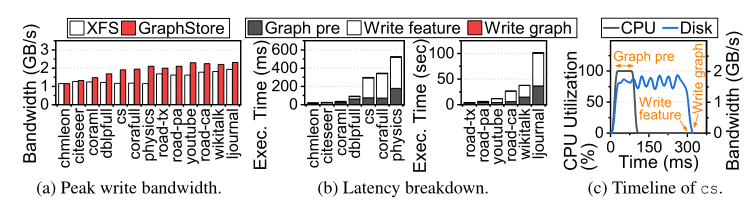 XFS GraphStore
Bandwidth (GB/s)
3
2
1
0
chmleon
citeseer
coraml
dblpfull
cs
corafull
physics
road-tx
road-pa
youtube
road-ca
wikitalk
ljournal
(a) Peak write bandwidth.
Graph pre Write feature Write graph
Exec. Time (ms)
600
400
200
0
chmleon
citeseer
coraml
dblpfull
cs
corafull
physics
Exec. Time (sec)
100
50
0
road-tx
road-pa
youtube
road-ca
wikitalk
ljournal
(b) Latency breakdown.
CPU Disk
CPU Utilization (%)
100
50
0
Graph pre
Write feature
Write graph
2
1
0
Bandwidth (GB/s)
0 150 300
Time (ms)
(c) Timeline of cs.